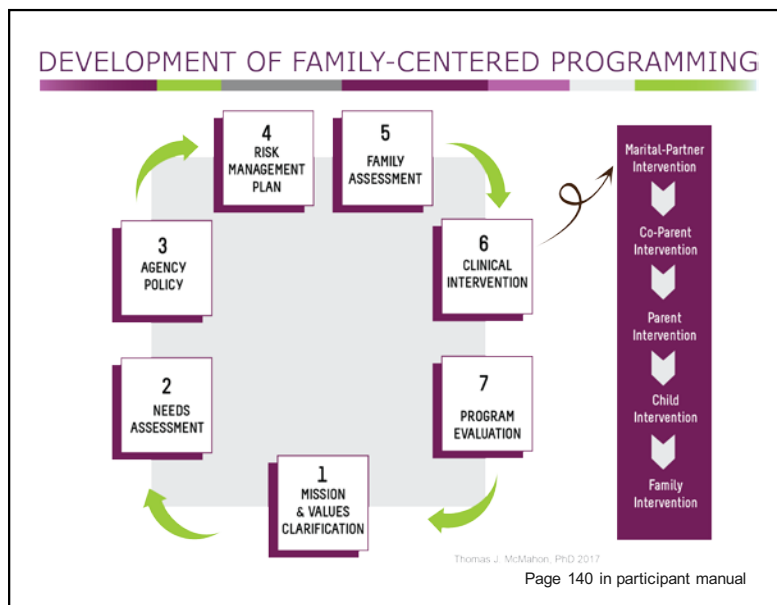 DEVELOPMENT OF FAMILY-CENTERED PROGRAMMING
1
MISSION
& VALUES
CLARIFICATION
2
NEEDS
ASSESSMENT
3
AGENCY
POLICY
4
RISK
MANAGEMENT
PLAN
5
FAMILY
ASSESSMENT
6
CLINICAL
INTERVENTION
7
PROGRAM
EVALUATION
Marital-Partner
Intervention
Co-Parent
Intervention
Parent
Intervention
Child
Intervention
Family
Intervention
Thomas J. McMahon, PhD 2017
Page 140 in participant manual